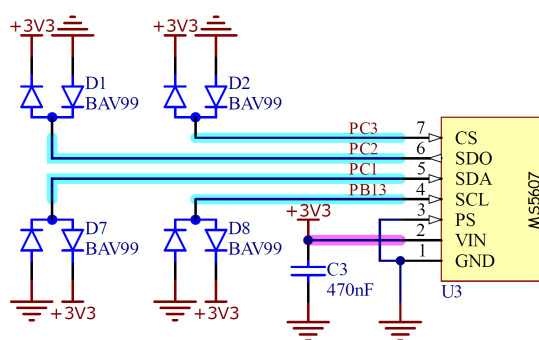 +3V3
+3V3
D1
BAV99
D2
BAV99
PC3
7
CS
PC2
6
SDO
PC1
5
SDA
PB13
4
SCL
+3V3
3
PS
2
VIN
1
GND
MS5607
U3
D7
BAV99
D8
BAV99
C3
470nF
+3V3
+3V3